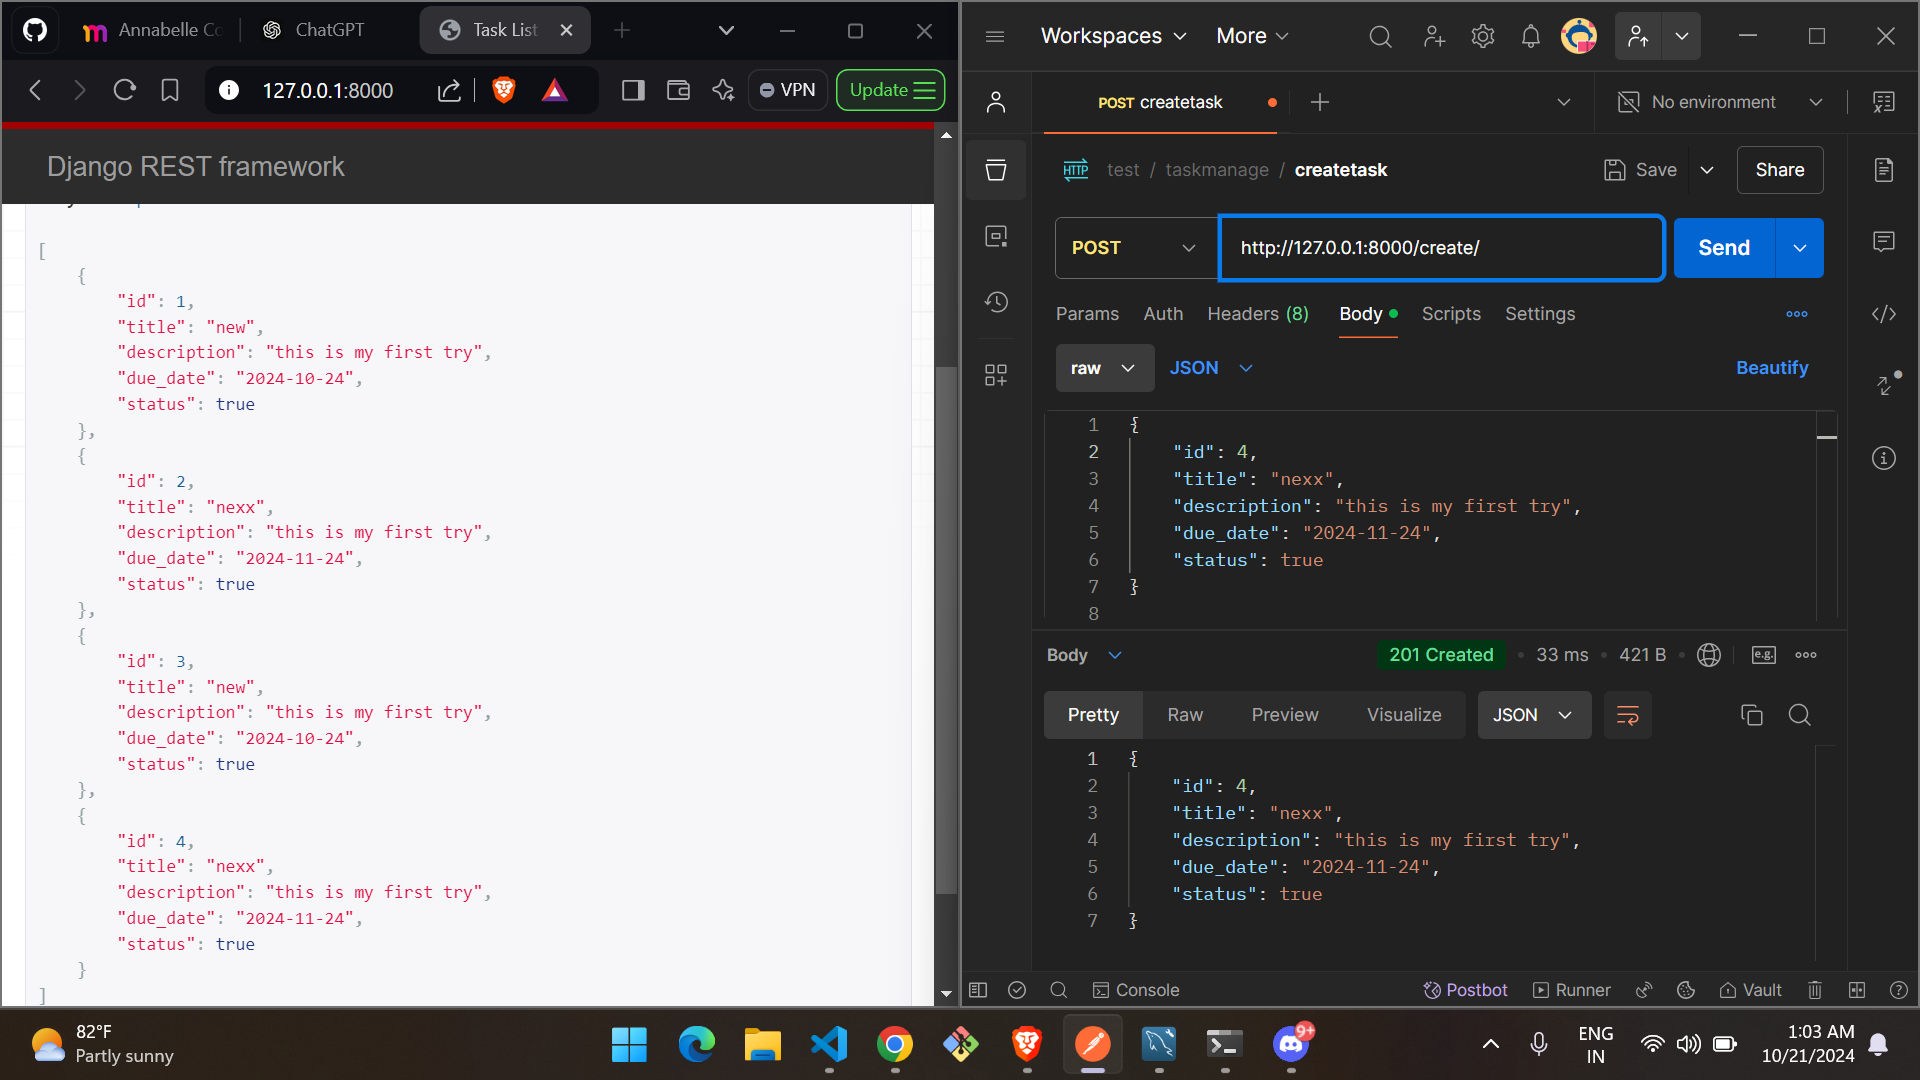 Annabelle Co
ChatGPT
Task List
127.0.0.1:8000
VPN
Update
Django REST framework
[
{
"id": 1,
"title": "new",
"description": "this is my first try",
"due_date": "2024-10-24",
"status": true
},
{
"id": 2,
"title": "nexx",
"description": "this is my first try",
"due_date": "2024-11-24",
"status": true
},
{
"id": 3,
"title": "new",
"description": "this is my first try",
"due_date": "2024-10-24",
"status": true
},
{
"id": 4,
"title": "nexx",
"description": "this is my first try",
"due_date": "2024-11-24",
"status": true
}
]
Workspaces More
POST createtask
No environment
HTTP test / taskmanage / createtask
Save
Share
POST
http://127.0.0.1:8000/create/
Send
Params Auth Headers (8) Body Scripts Settings
raw JSON Beautify
1 {
2 "id": 4,
3 "title": "nexx",
4 "description": "this is my first try",
5 "due_date": "2024-11-24",
6 "status": true
7 }
8
Body 201 Created 33 ms 421 B e.g.
Pretty Raw Preview Visualize JSON
1 {
2 "id": 4,
3 "title": "nexx",
4 "description": "this is my first try",
5 "due_date": "2024-11-24",
6 "status": true
7 }
Console Postbot Runner Vault
82°F
Partly sunny
9+
ENG
IN
1:03 AM
10/21/2024